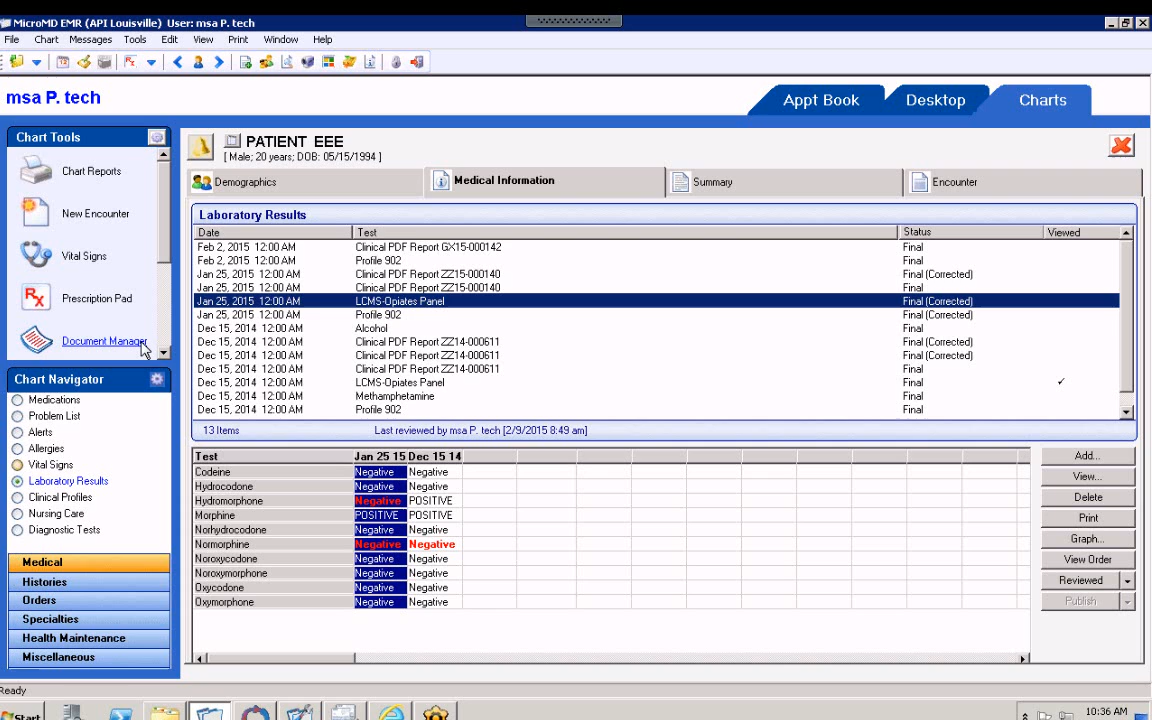 MicroMD EMR (API Louisville) User: msa P. tech
File Chart Messages Tools Edit View Print Window Help
msa P. tech
Appt Book Desktop Charts
Chart Tools
Chart Reports
New Encounter
Vital Signs
Prescription Pad
Document Manager
Chart Navigator
Medications
Problem List
Alerts
Allergies
Vital Signs
Laboratory Results
Clinical Profiles
Nursing Care
Diagnostic Tests
Medical
Histories
Orders
Specialties
Health Maintenance
Miscellaneous
PATIENT EEE
[ Male; 20 years; DOB: 05/15/1994 ]
Demographics Medical Information Summary Encounter
Laboratory Results
Date Test Status Viewed
Feb 2, 2015 12:00 AM Clinical PDF Report GX15-000142 Final
Feb 2, 2015 12:00 AM Profile 902 Final
Jan 25, 2015 12:00 AM Clinical PDF Report ZZ15-000140 Final (Corrected)
Jan 25, 2015 12:00 AM Clinical PDF Report ZZ15-000140 Final
Jan 25, 2015 12:00 AM LCMS-Opiates Panel Final (Corrected)
Jan 25, 2015 12:00 AM Profile 902 Final (Corrected)
Dec 15, 2014 12:00 AM Alcohol Final
Dec 15, 2014 12:00 AM Clinical PDF Report ZZ14-000611 Final (Corrected)
Dec 15, 2014 12:00 AM Clinical PDF Report ZZ14-000611 Final (Corrected)
Dec 15, 2014 12:00 AM Clinical PDF Report ZZ14-000611 Final
Dec 15, 2014 12:00 AM LCMS-Opiates Panel Final ✓
Dec 15, 2014 12:00 AM Methamphetamine Final
Dec 15, 2014 12:00 AM Profile 902 Final
13 Items Last reviewed by msa P. tech [2/9/2015 8:49 am]
Test Jan 25 15 Dec 15 14
Codeine Negative Negative
Hydrocodone Negative Negative
Hydromorphone Negative POSITIVE
Morphine POSITIVE POSITIVE
Norhydrocodone Negative Negative
Normorphine Negative Negative
Noroxycodone Negative Negative
Noroxymorphone Negative Negative
Oxycodone Negative Negative
Oxymorphone Negative Negative
Add...
View...
Delete
Print
Graph...
View Order
Reviewed
Publish
Ready
Start
10:36 AM